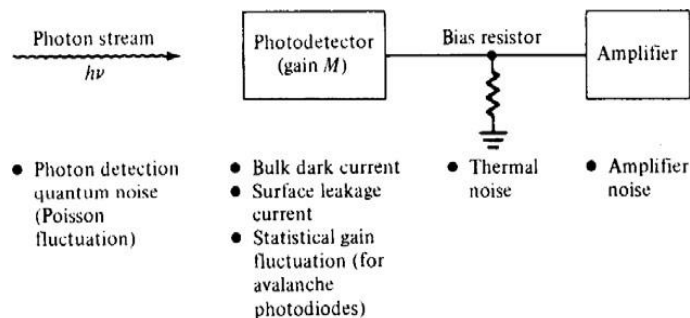 Photon stream
hν
Photodetector
(gain M)
Bias resistor
Amplifier
● Photon detection
quantum noise
(Poisson
fluctuation)
● Bulk dark current
● Surface leakage
current
● Statistical gain
fluctuation (for
avalanche
photodiodes)
● Thermal
noise
● Amplifier
noise